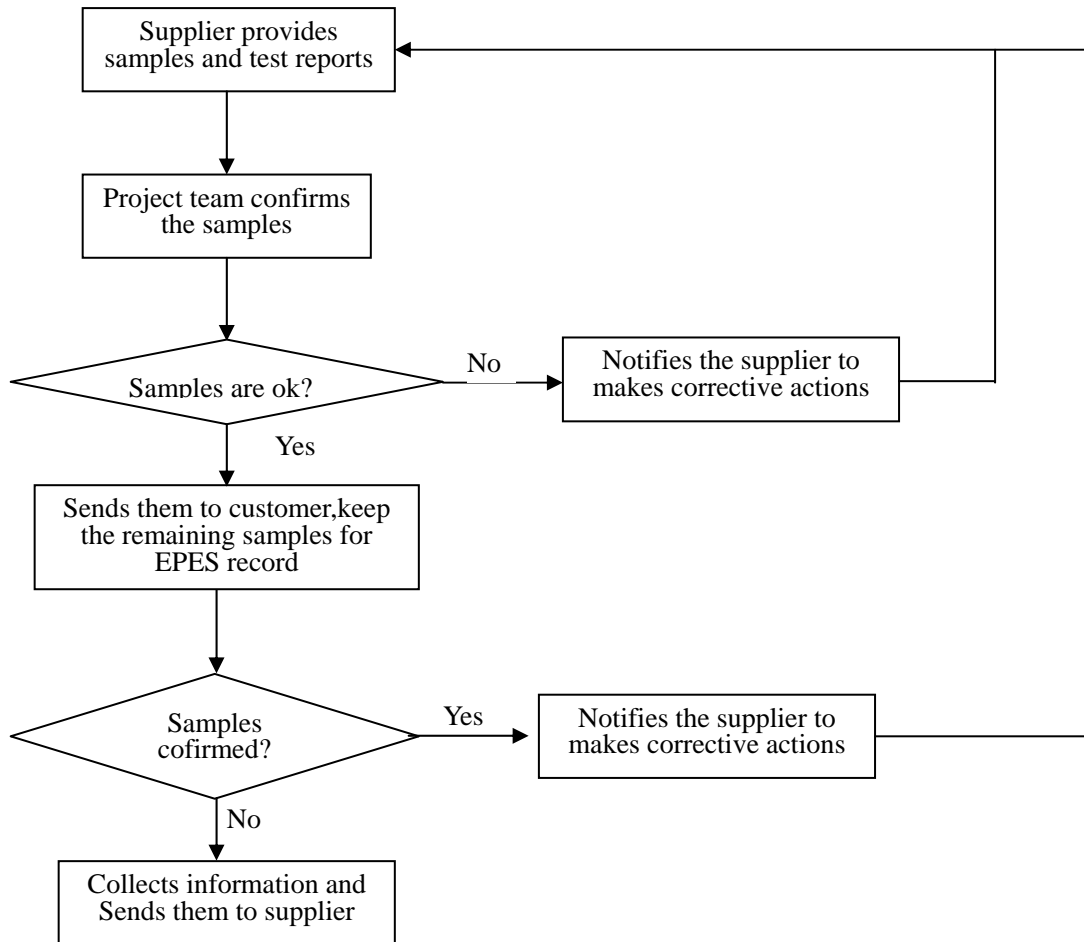 Supplier provides
samples and test reports
Project team confirms
the samples
Samples are ok?
No
Notifies the supplier to
makes corrective actions
Yes
Sends them to customer,keep
the remaining samples for
EPES record
Samples
cofirmed?
Yes
Notifies the supplier to
makes corrective actions
No
Collects information and
Sends them to supplier